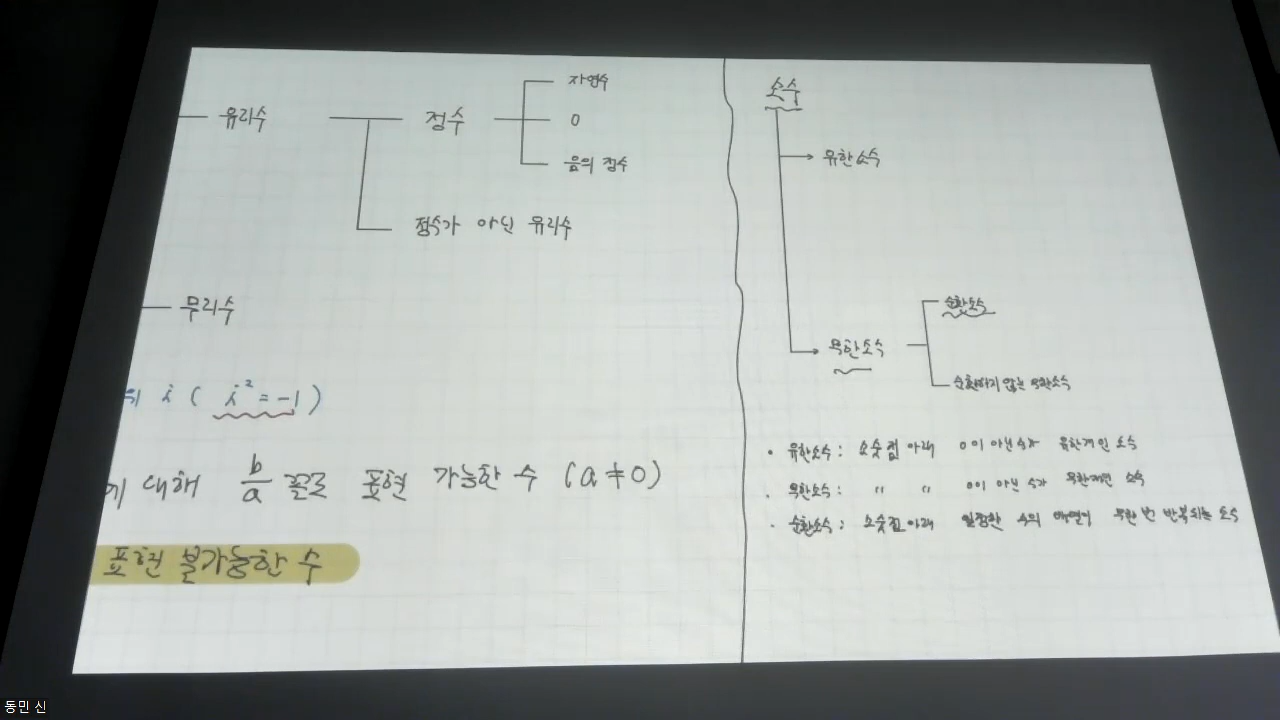 유리수
정수
자연수
0
음의 정수
정수가 아닌 유리수
무리수
i ( i² = -1 )
대해 b/a 꼴로 표현 가능한 수 (a ≠ 0)
표현 불가능한 수
소수
유한소수
무한소수
순환소수
순환하지 않는 무한소수
• 유한소수 : 소숫점 아래 0이 아닌 수가 유한개인 소수
• 무한소수 : " " 0이 아닌 수가 무한개인 소수
• 순환소수 : 소숫점 아래 일정한 수의 배열이 무한 번 반복되는 소수
동민 신